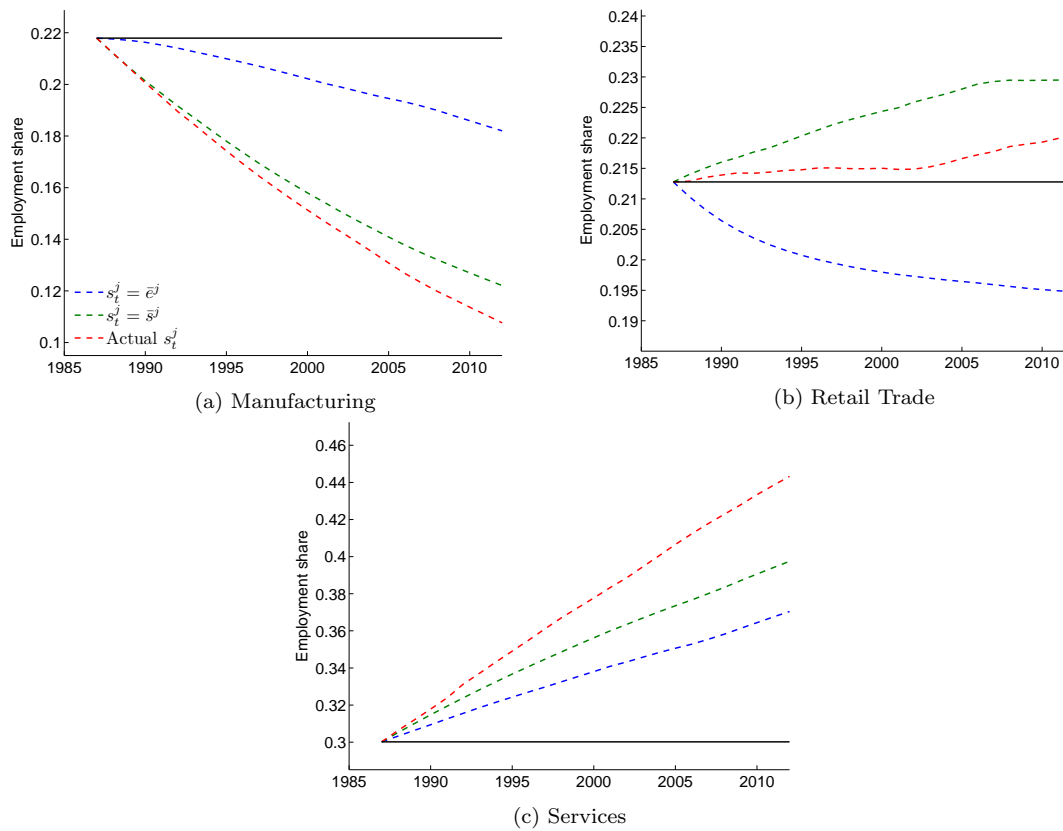 Employment share
0.22
0.2
0.18
0.16
0.14
0.12
0.1
1985 1990 1995 2000 2005 2010
$s_t^j = \bar{e}^j$
$s_t^j = \bar{s}^j$
Actual $s_t^j$
(a) Manufacturing
Employment share
0.24
0.235
0.23
0.225
0.22
0.215
0.21
0.205
0.2
0.195
0.19
1985 1990 1995 2000 2005 2010
(b) Retail Trade
Employment share
0.46
0.44
0.42
0.4
0.38
0.36
0.34
0.32
0.3
1985 1990 1995 2000 2005 2010
(c) Services